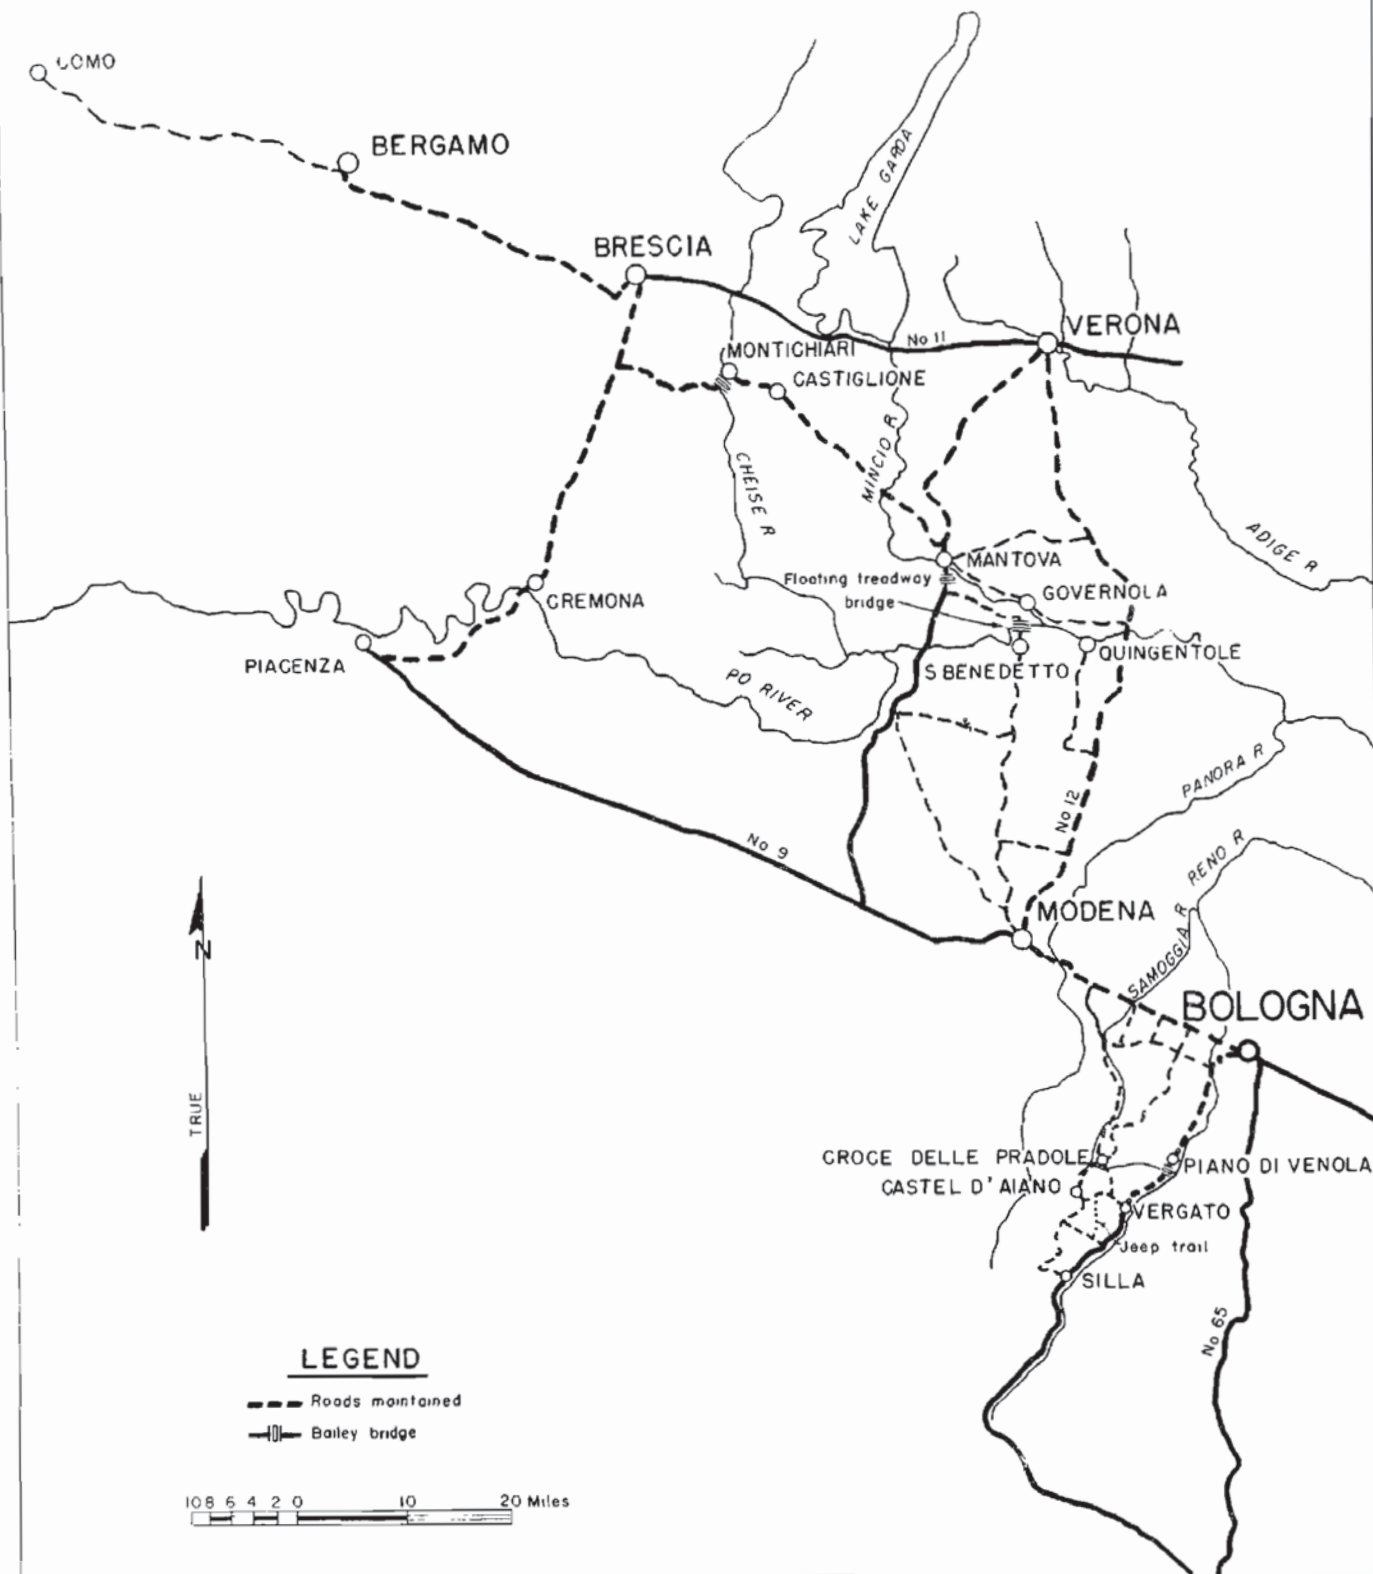 COMO
BERGAMO
BRESCIA
LAKE GARDA
VERONA
No 11
MONTICHIARI
CASTIGLIONE
MINCIO R
CHEISE R
ADIGE R
MANTOVA
Floating treadway
bridge
GOVERNOLA
CREMONA
QUINGENTOLE
PIACENZA
S BENEDETTO
PO RIVER
PANORA R
No 12
No 9
RENO R
MODENA
SAMOGGIA R
N
BOLOGNA
TRUE
CROCE DELLE PRADOLE
PIANO DI VENOLA
CASTEL D'AIANO
VERGATO
Jeep trail
SILLA
No 65
LEGEND
Roads maintained
Bailey bridge
10 8 6 4 2 0 10 20 Miles